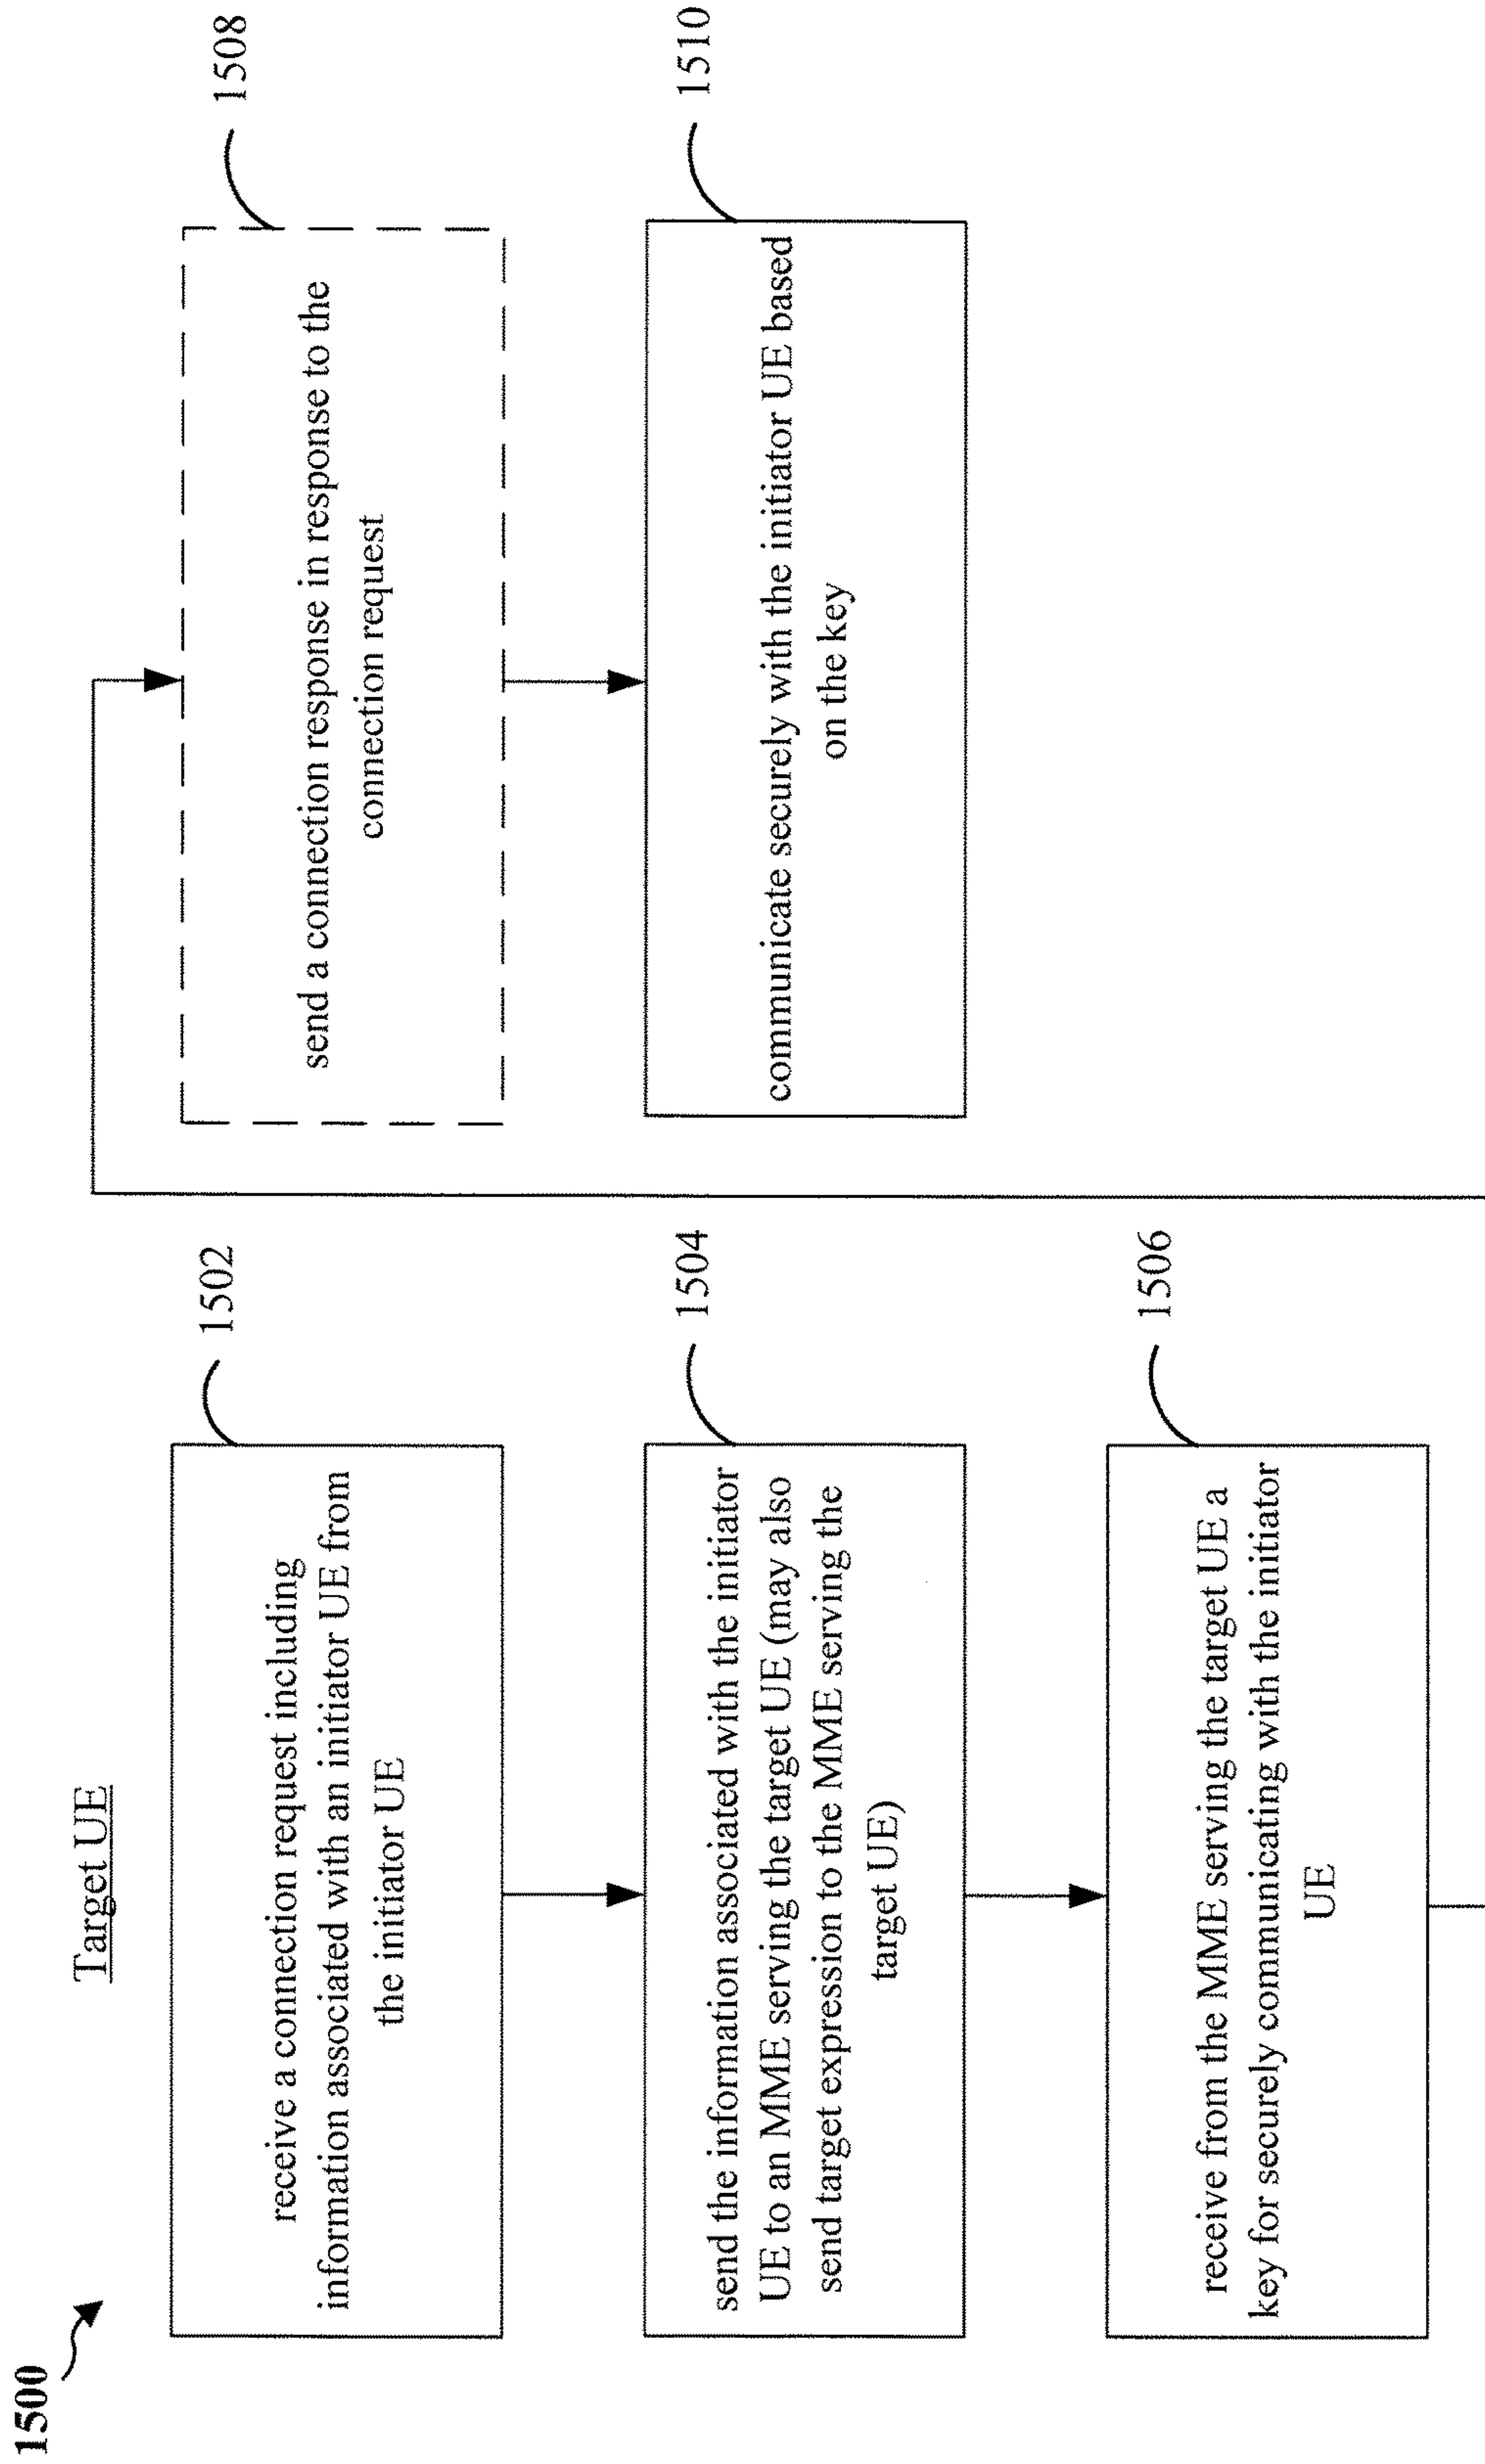 1500
Target UE
receive a connection request including
information associated with an initiator UE from
the initiator UE
1502
send the information associated with the initiator
UE to an MME serving the target UE (may also
send target expression to the MME serving the
target UE)
1504
receive from the MME serving the target UE a
key for securely communicating with the initiator
UE
1506
send a connection response in response to the
connection request
1508
communicate securely with the initiator UE based
on the key
1510